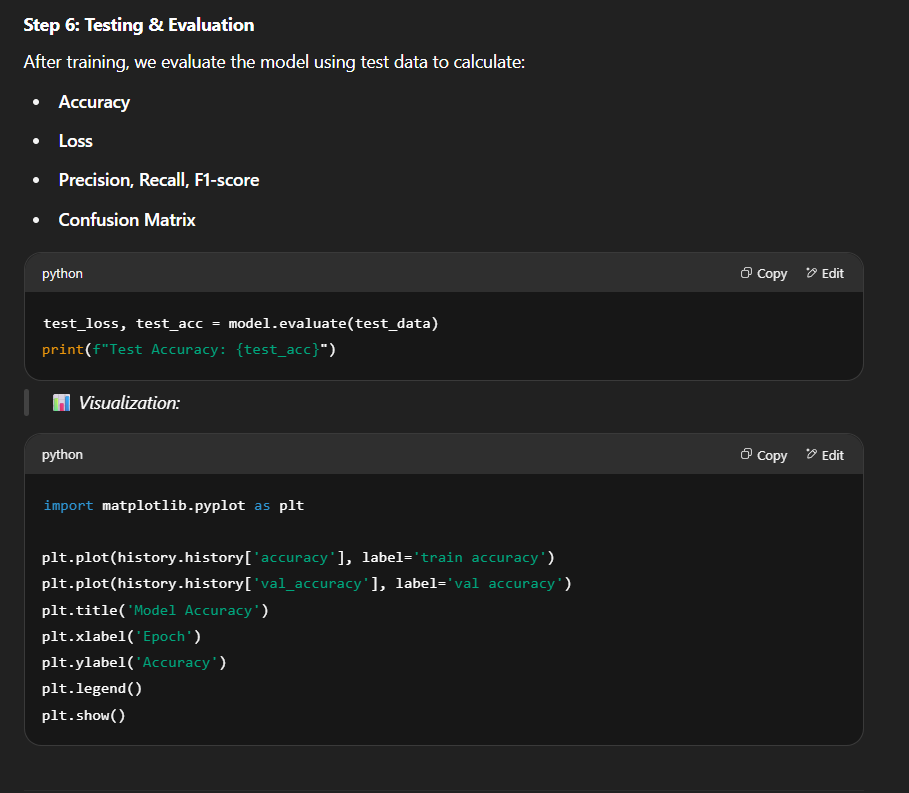 Step 6: Testing & Evaluation
After training, we evaluate the model using test data to calculate:
• Accuracy
• Loss
• Precision, Recall, F1-score
• Confusion Matrix
python Copy Edit
test_loss, test_acc = model.evaluate(test_data)
print(f"Test Accuracy: {test_acc}")
📊 Visualization:
python Copy Edit
import matplotlib.pyplot as plt
plt.plot(history.history['accuracy'], label='train accuracy')
plt.plot(history.history['val_accuracy'], label='val accuracy')
plt.title('Model Accuracy')
plt.xlabel('Epoch')
plt.ylabel('Accuracy')
plt.legend()
plt.show()